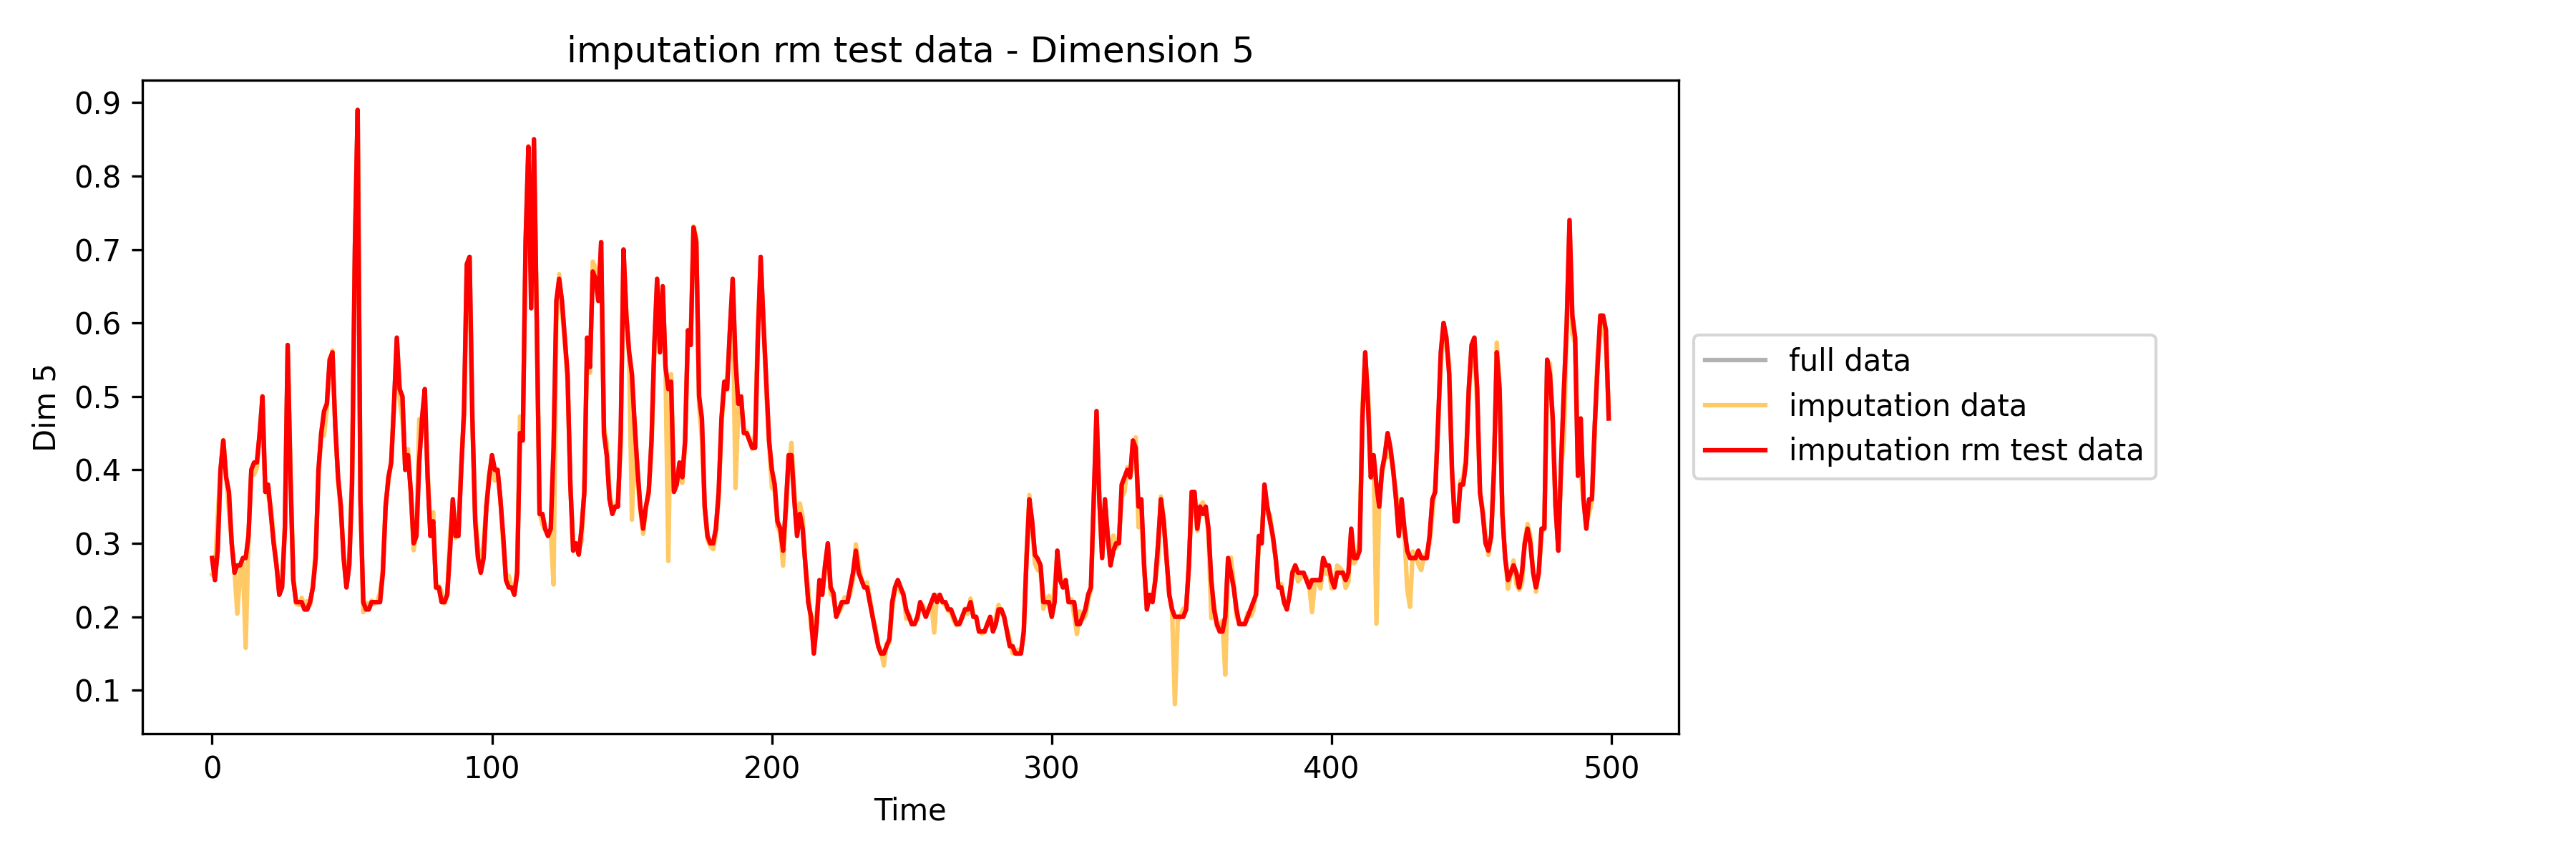 imputation rm test data - Dimension 5
0.9
0.8
0.7
0.6
0.5
0.4
0.3
0.2
0.1
Dim 5
0 100 200 300 400 500
Time
full data
imputation data
imputation rm test data